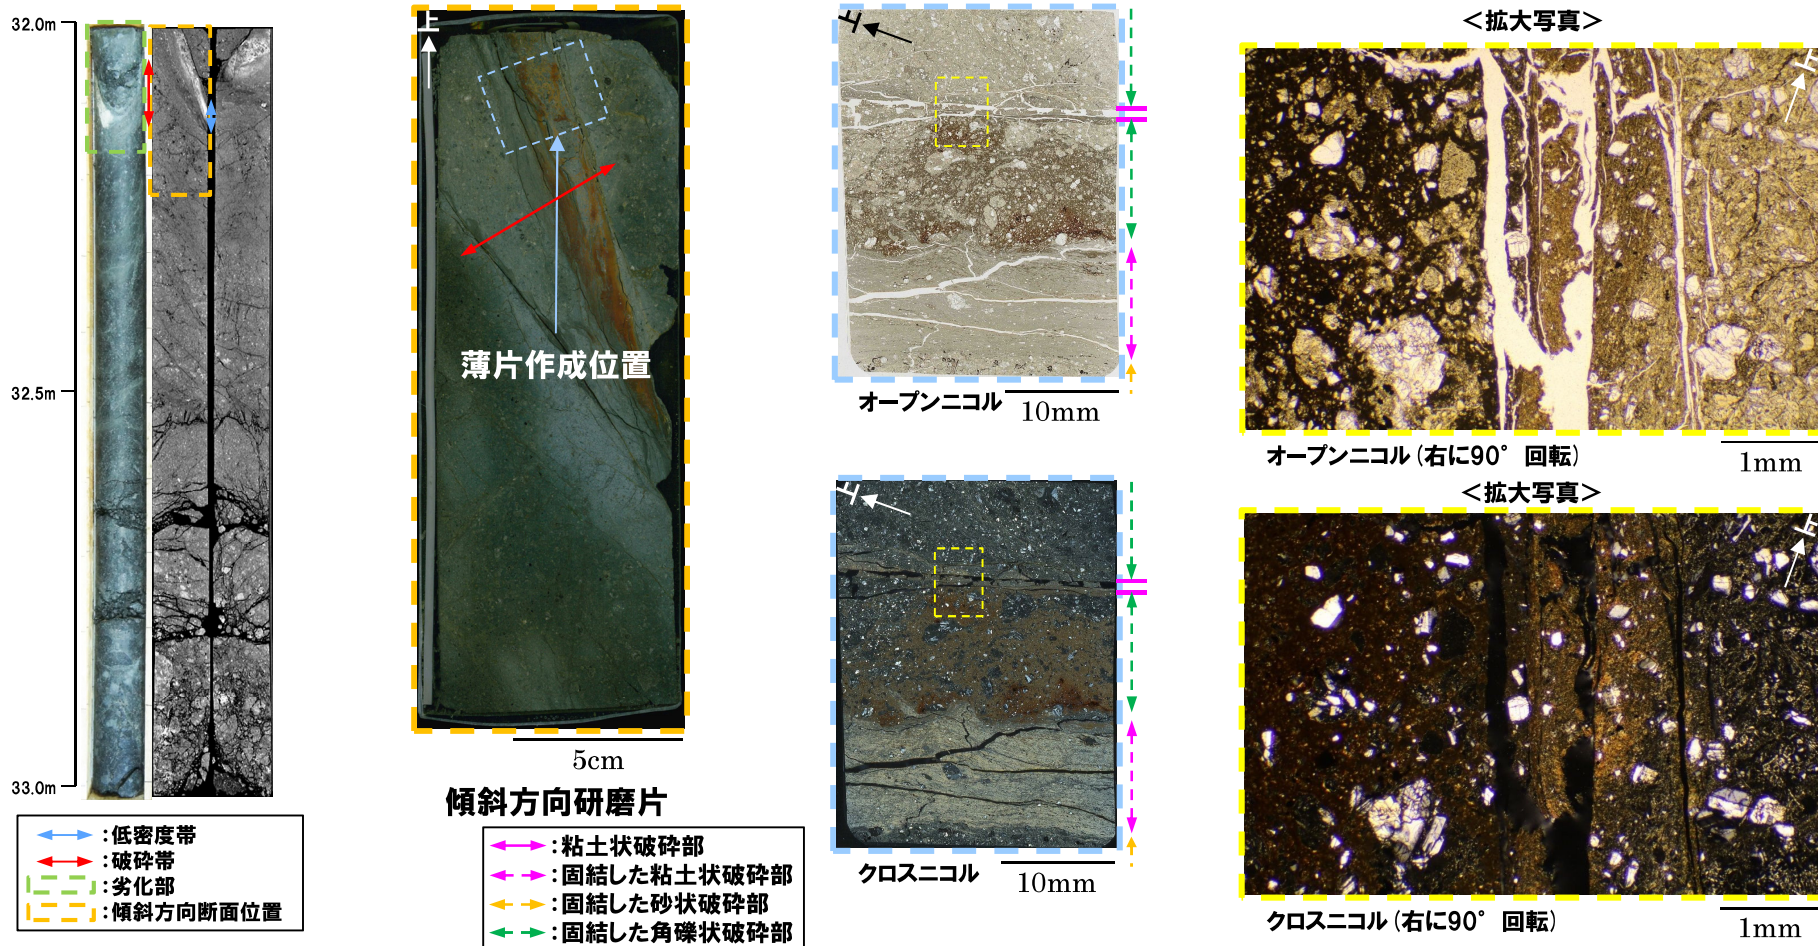 32.0m
32.5m
33.0m
:低密度帯
:破砕帯
:劣化部
:傾斜方向断面位置
上
薄片作成位置
5cm
傾斜方向研磨片
:粘土状破砕部
:固結した粘土状破砕部
:固結した砂状破砕部
:固結した角礫状破砕部
上
オープンニコル
10mm
上
クロスニコル
10mm
<拡大写真>
上
オープンニコル(右に90°回転)
1mm
<拡大写真>
上
クロスニコル(右に90°回転)
1mm